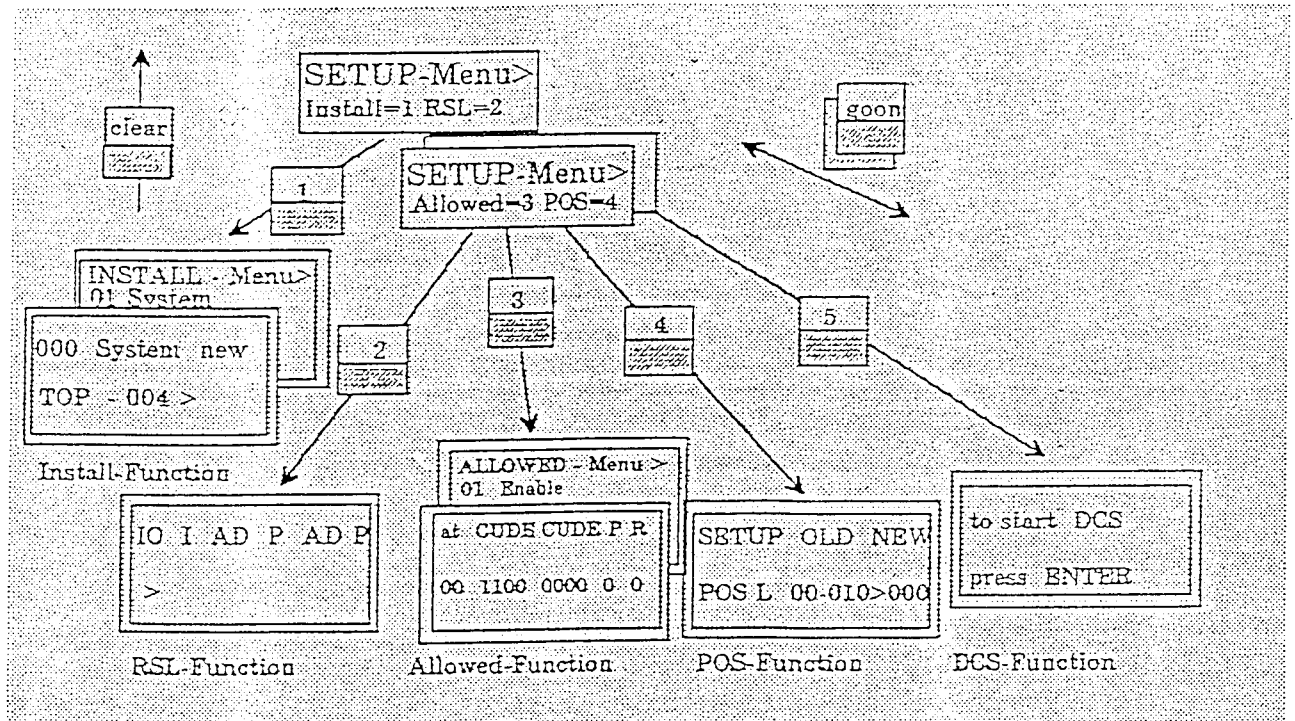 SETUP-Menu>
Install=1 RSL=2
clear
goon
SETUP-Menu>
Allowed=3 POS=4
1
INSTALL - Menu>
01 System
000 System new
TOP - 004 >
Install-Function
2
3
4
5
IO I AD P AD P
>
RSL-Function
ALLOWED - Menu >
01 Enable
at CUDE CUDE P R
00 1100 0000 0 0
Allowed-Function
SETUP OLD NEW
POS L 00-010>000
POS-Function
to start DCS
press ENTER
DCS-Function